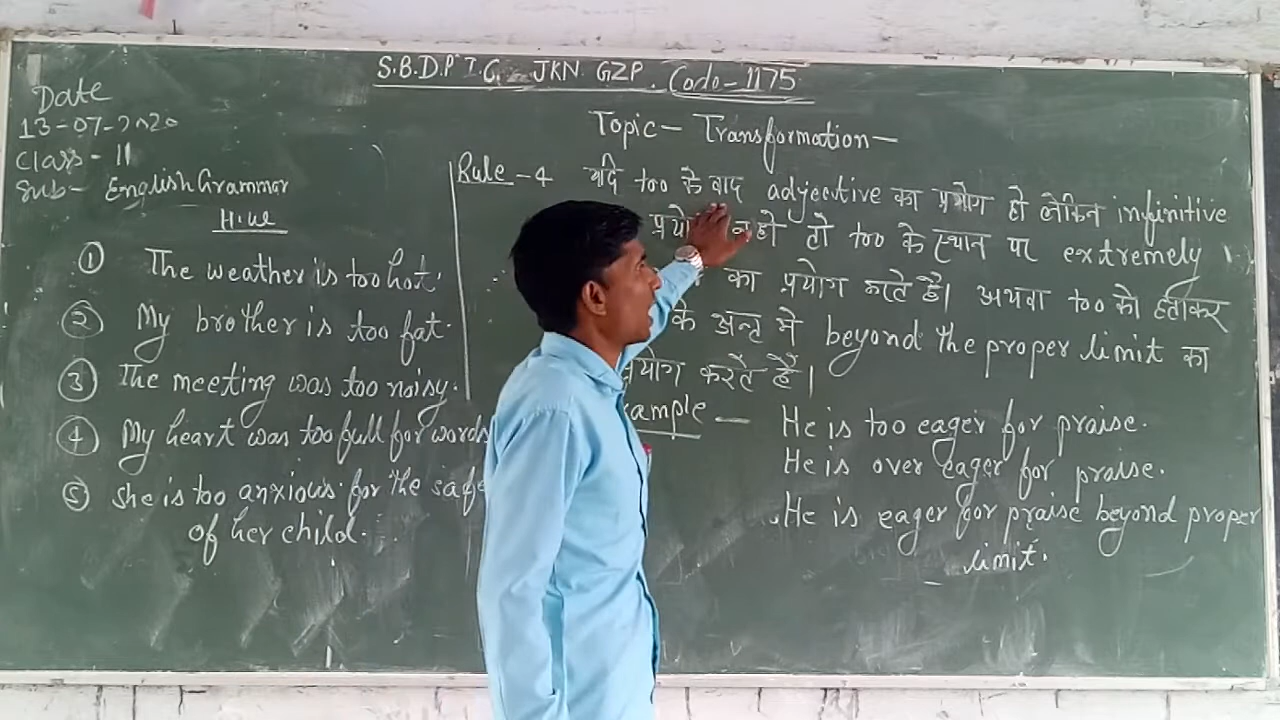 S.B.D.P I.C. JKN GZP. Code-1175
Date
13-07-2020
Class- 11
Sub- English Grammar
H.W
① The weather is too hot.
② My brother is too fat.
③ The meeting was too noisy.
④ My heart was too full for words
⑤ She is too anxious for the safe
of her child.
Topic- Transformation-
Rule-4 यदि too के बाद adjective का प्रयोग हो लेकिन infinitive
न हो तो too के स्थान पर extremely
का प्रयोग करते हैं। अथवा too को हटाकर
के अन्त में beyond the proper limit का
प्रयोग करते हैं।
ample- He is too eager for praise.
He is over eager for praise.
He is eager for praise beyond proper
limit.